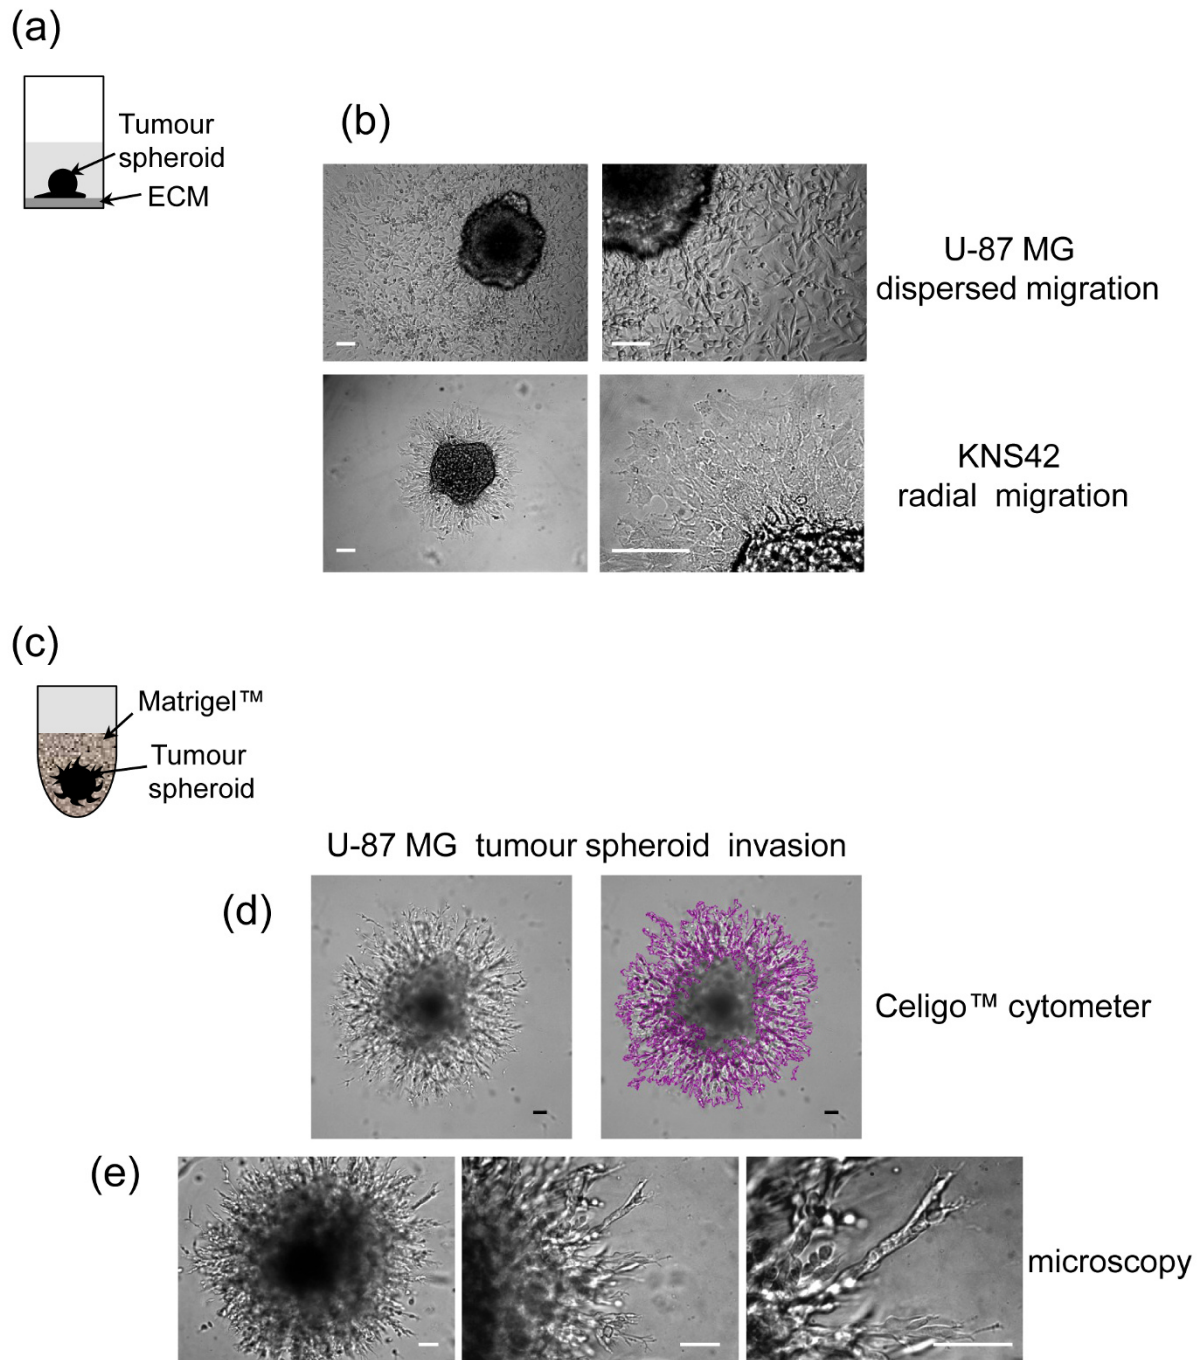 (a)
Tumour
spheroid
ECM
(b)
U-87 MG
dispersed migration
KNS42
radial migration
(c)
Matrigel™
Tumour
spheroid
U-87 MG tumour spheroid invasion
(d)
Celigo™ cytometer
(e)
microscopy